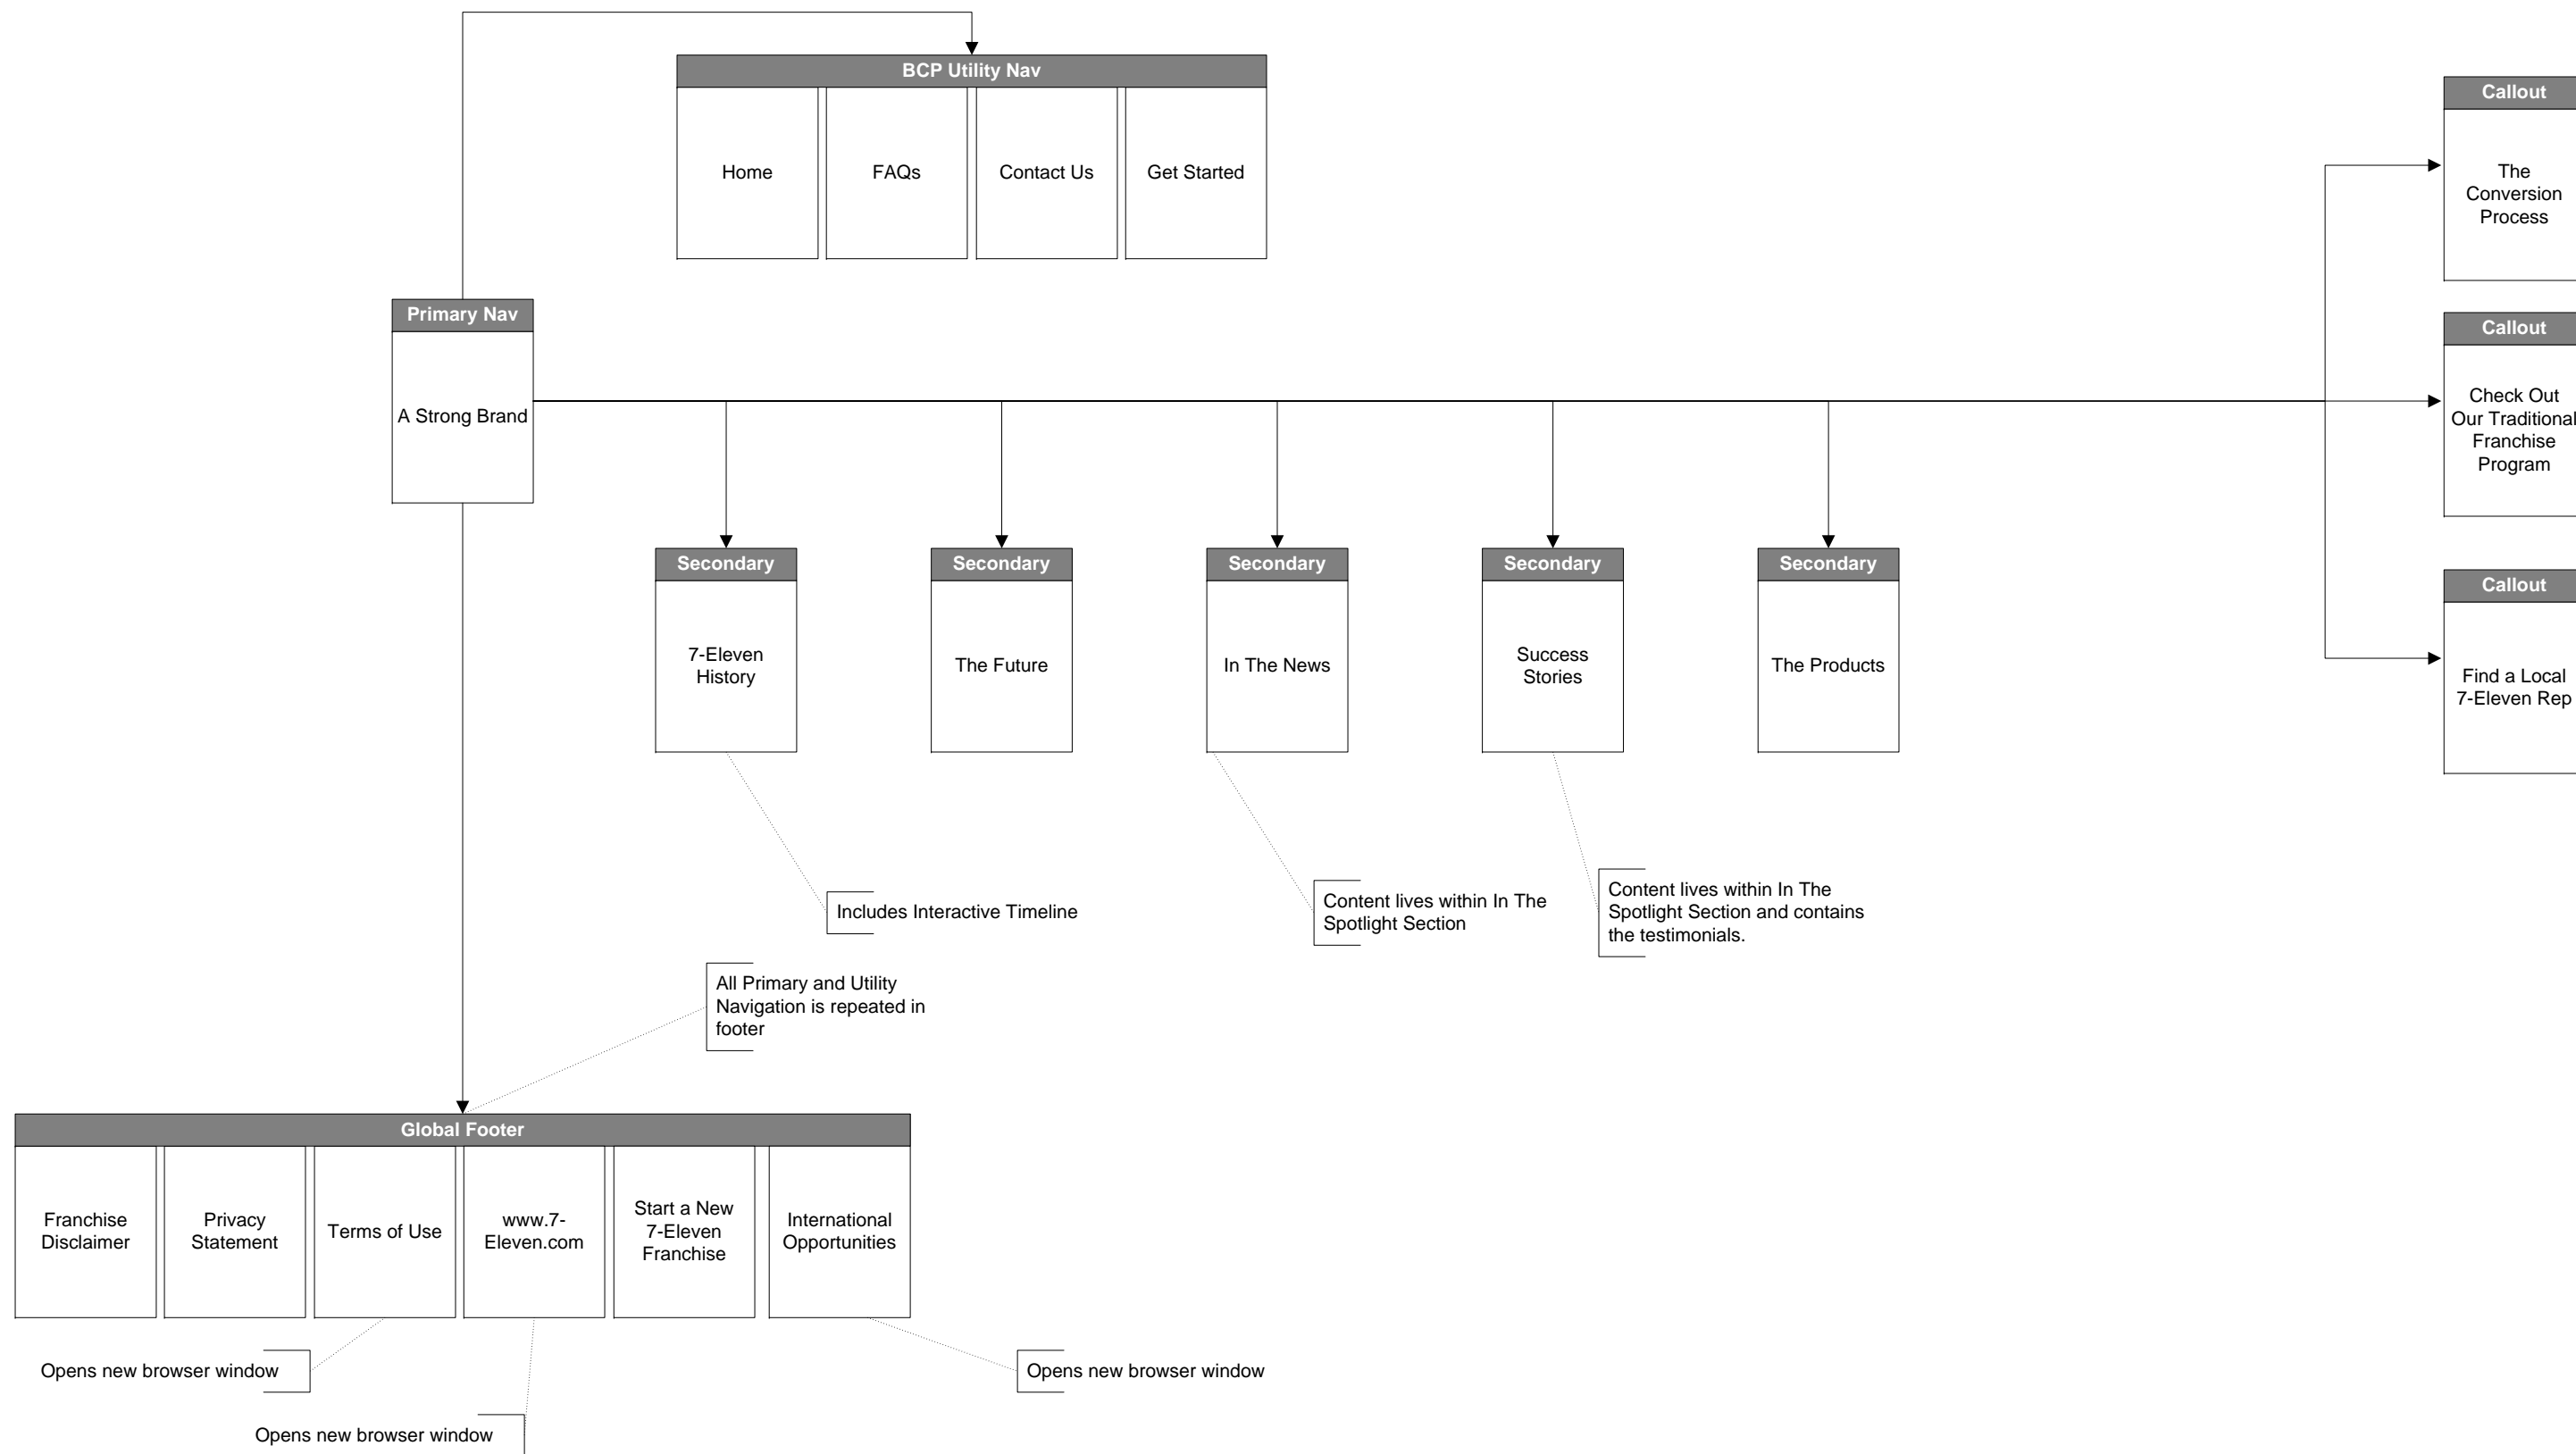 BCP Utility Nav
Home
FAQs
Contact Us
Get Started
Callout
The
Conversion
Process
Primary Nav
A Strong Brand
Callout
Check Out
Our Traditional
Franchise
Program
Secondary
7-Eleven
History
Secondary
The Future
Secondary
In The News
Secondary
Success
Stories
Secondary
The Products
Callout
Find a Local
7-Eleven Rep
Includes Interactive Timeline
Content lives within In The
Spotlight Section
Content lives within In The
Spotlight Section and contains
the testimonials.
All Primary and Utility
Navigation is repeated in
footer
Global Footer
Franchise
Disclaimer
Privacy
Statement
Terms of Use
www.7-
Eleven.com
Start a New
7-Eleven
Franchise
International
Opportunities
Opens new browser window
Opens new browser window
Opens new browser window